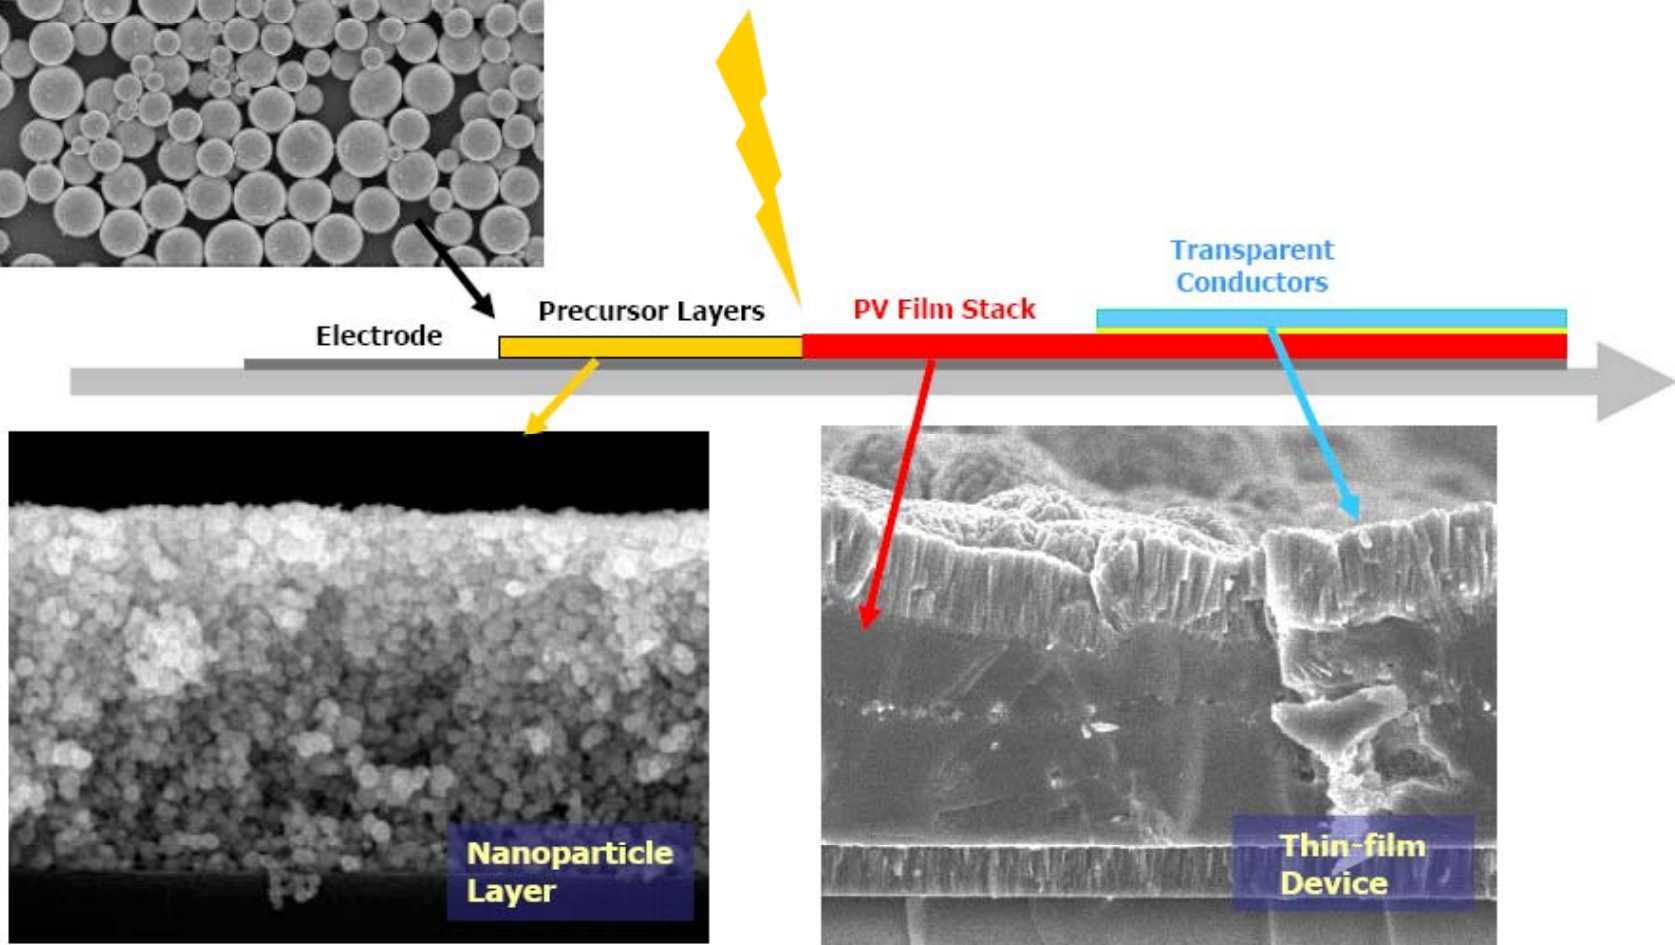 Transparent
Conductors
PV Film Stack
Precursor Layers
Electrode
Nanoparticle
Layer
Thin-film
Device